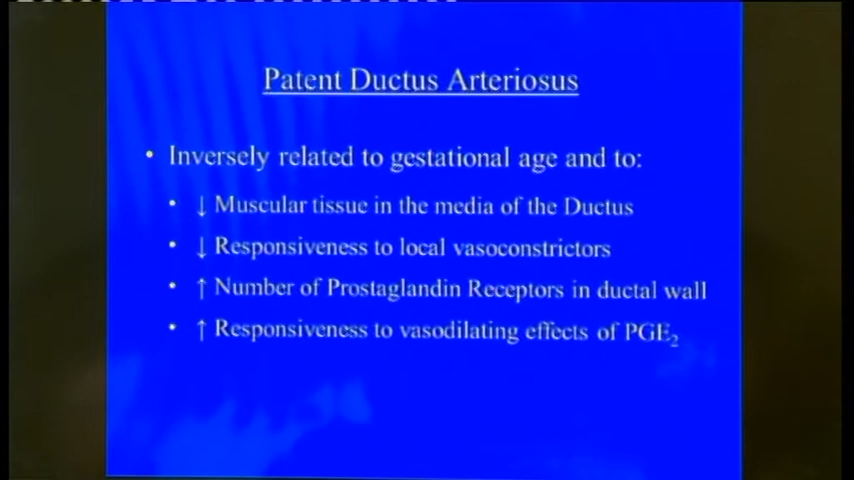 Patent Ductus Arteriosus
• Inversely related to gestational age and to:
• ↓ Muscular tissue in the media of the Ductus
• ↓ Responsiveness to local vasoconstrictors
• ↑ Number of Prostaglandin Receptors in ductal wall
• ↑ Responsiveness to vasodilating effects of PGE₂